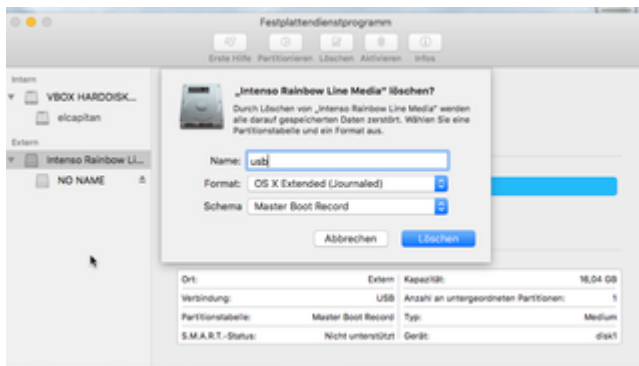 Festplattendienstprogramm
Erste Hilfe Partitionieren Löschen Aktivieren Infos
Intern
VBOX HARDDISK...
elcapitan
Extern
Intenso Rainbow Li...
NO NAME
„Intenso Rainbow Line Media“ löschen?
Durch Löschen von „Intenso Rainbow Line Media“ werden
alle darauf gespeicherten Daten zerstört. Wählen Sie eine
Partitionstabelle und ein Format aus.
Name: usb
Format: OS X Extended (Journaled)
Schema Master Boot Record
Abbrechen Löschen
Ort: Extern Kapazität: 16,04 GB
Verbindung: USB Anzahl an untergeordneten Partitionen: 1
Partitionstabelle: Master Boot Record Typ: Medium
S.M.A.R.T.-Status: Nicht unterstützt Gerät: disk1